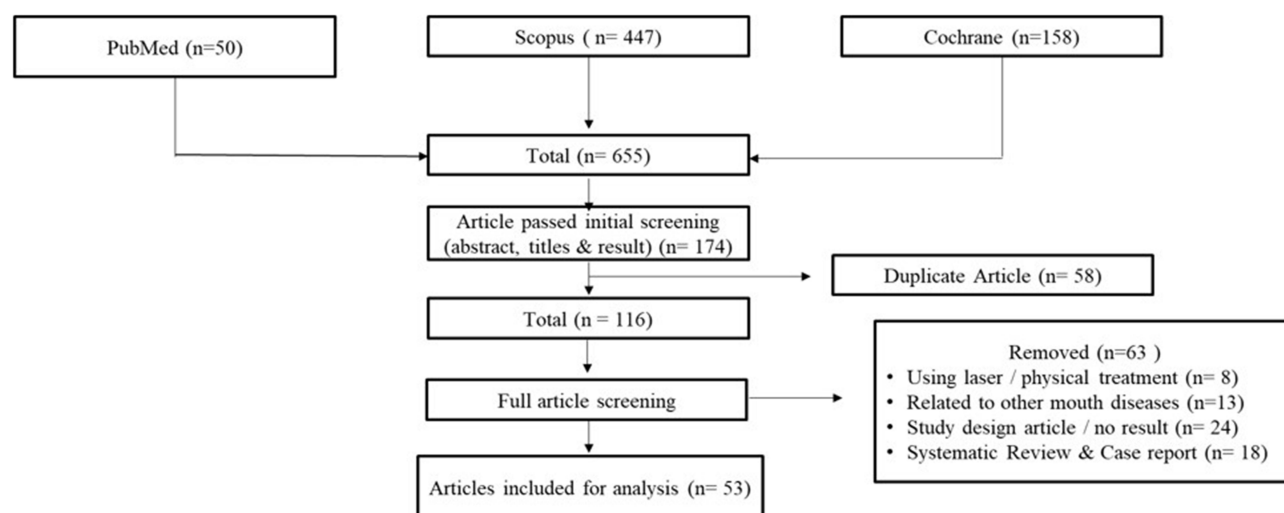 PubMed (n=50)
Scopus ( n= 447)
Cochrane (n=158)
Total (n= 655)
Article passed initial screening
(abstract, titles & result) (n= 174)
Duplicate Article (n= 58)
Total (n = 116)
Removed (n=63 )
• Using laser / physical treatment (n= 8)
• Related to other mouth diseases (n=13)
• Study design article / no result (n= 24)
• Systematic Review & Case report (n= 18)
Full article screening
Articles included for analysis (n= 53)